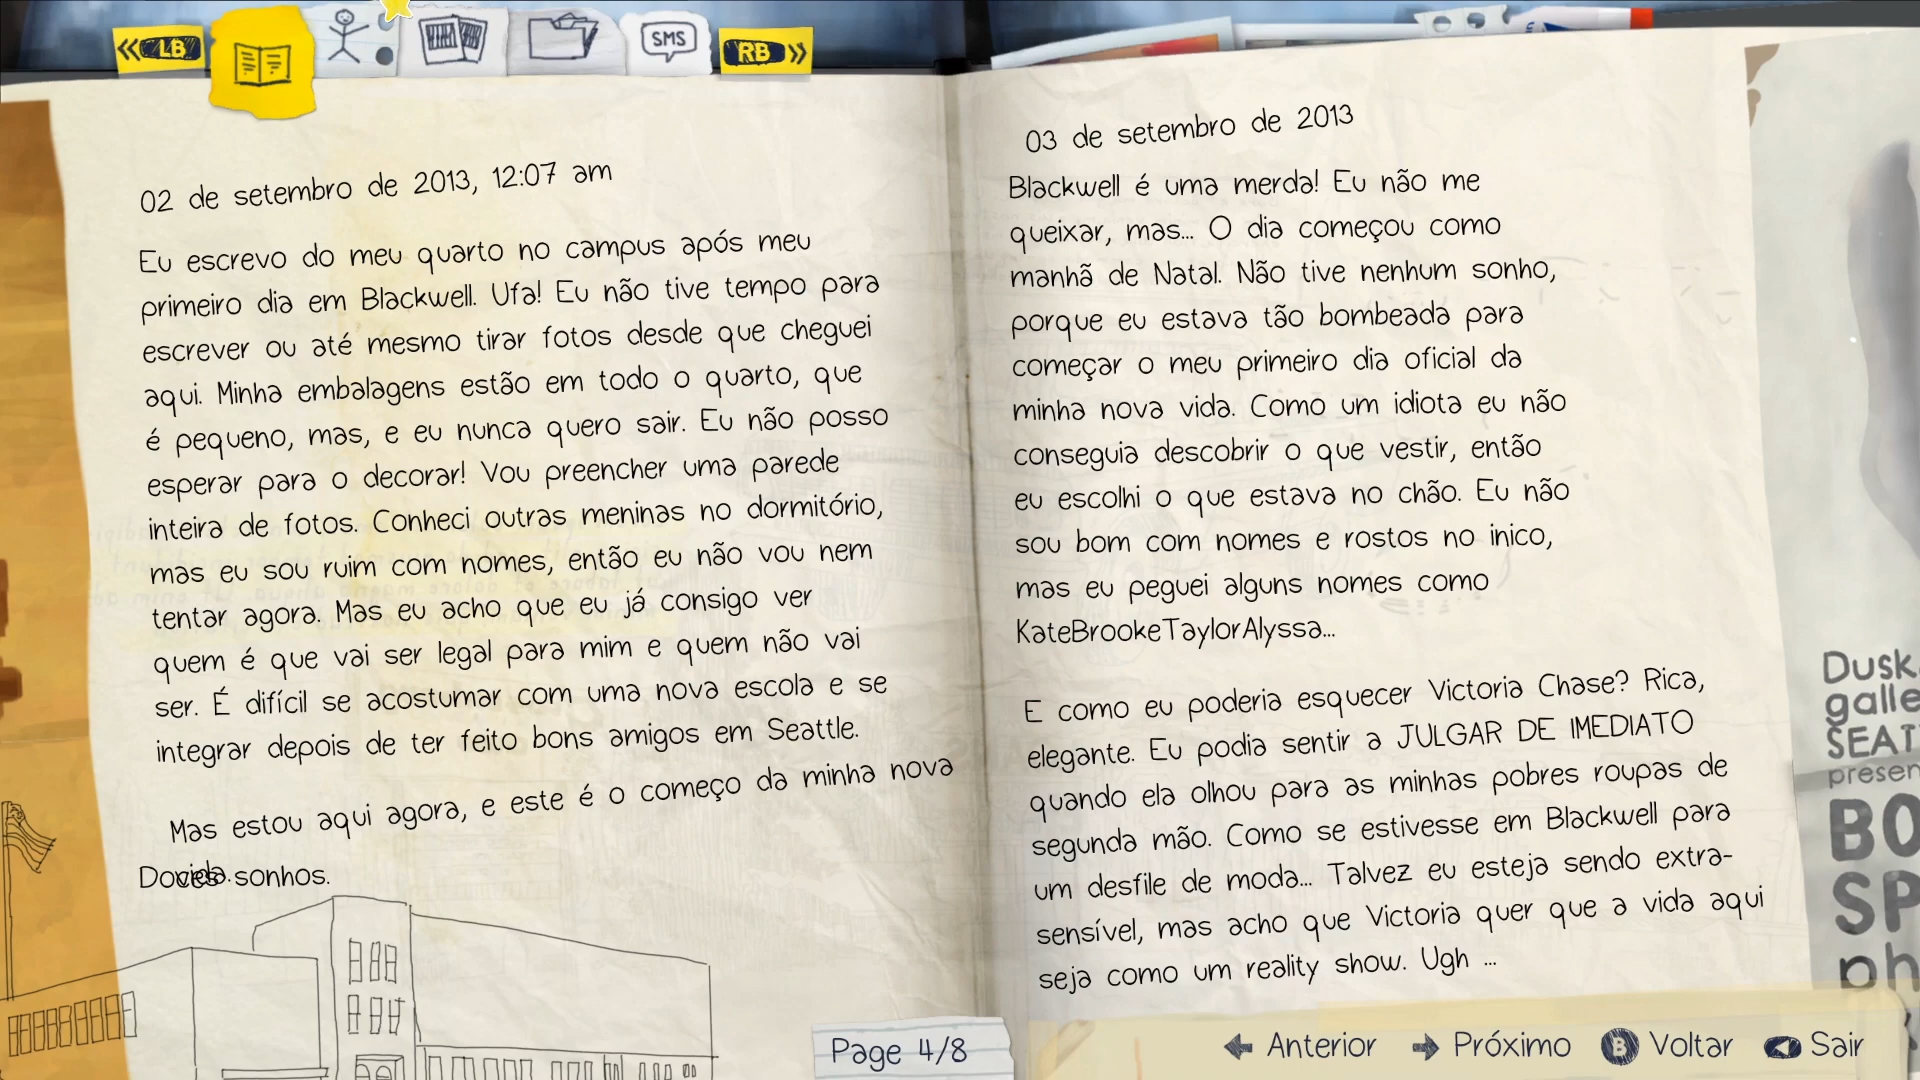 LB
SMS
RB
02 de setembro de 2013, 12:07 am
Eu escrevo do meu quarto no campus após meu
primeiro dia em Blackwell. Ufa! Eu não tive tempo para
escrever ou até mesmo tirar fotos desde que cheguei
aqui. Minha embalagens estão em todo o quarto, que
é pequeno, mas, e eu nunca quero sair. Eu não posso
esperar para o decorar! Vou preencher uma parede
inteira de fotos. Conheci outras meninas no dormitório,
mas eu sou ruim com nomes, então eu não vou nem
tentar agora. Mas eu acho que eu já consigo ver
quem é que vai ser legal para mim e quem não vai
ser. É difícil se acostumar com uma nova escola e se
integrar depois de ter feito bons amigos em Seattle.
Mas estou aqui agora, e este é o começo da minha nova
vida.
Doces sonhos.
03 de setembro de 2013
Blackwell é uma merda! Eu não me
queixar, mas... O dia começou como
manhã de Natal. Não tive nenhum sonho,
porque eu estava tão bombeada para
começar o meu primeiro dia oficial da
minha nova vida. Como um idiota eu não
conseguia descobrir o que vestir, então
eu escolhi o que estava no chão. Eu não
sou bom com nomes e rostos no inico,
mas eu peguei alguns nomes como
KateBrookeTaylorAlyssa...
E como eu poderia esquecer Victoria Chase? Rica,
elegante. Eu podia sentir a JULGAR DE IMEDIATO
quando ela olhou para as minhas pobres roupas de
segunda mão. Como se estivesse em Blackwell para
um desfile de moda... Talvez eu esteja sendo extra-
sensível, mas acho que Victoria quer que a vida aqui
seja como um reality show. Ugh ...
Dusk
galle
SEAT
presen
BO
SP
ph
Page 4/8
Anterior
Próximo
B Voltar
Sair